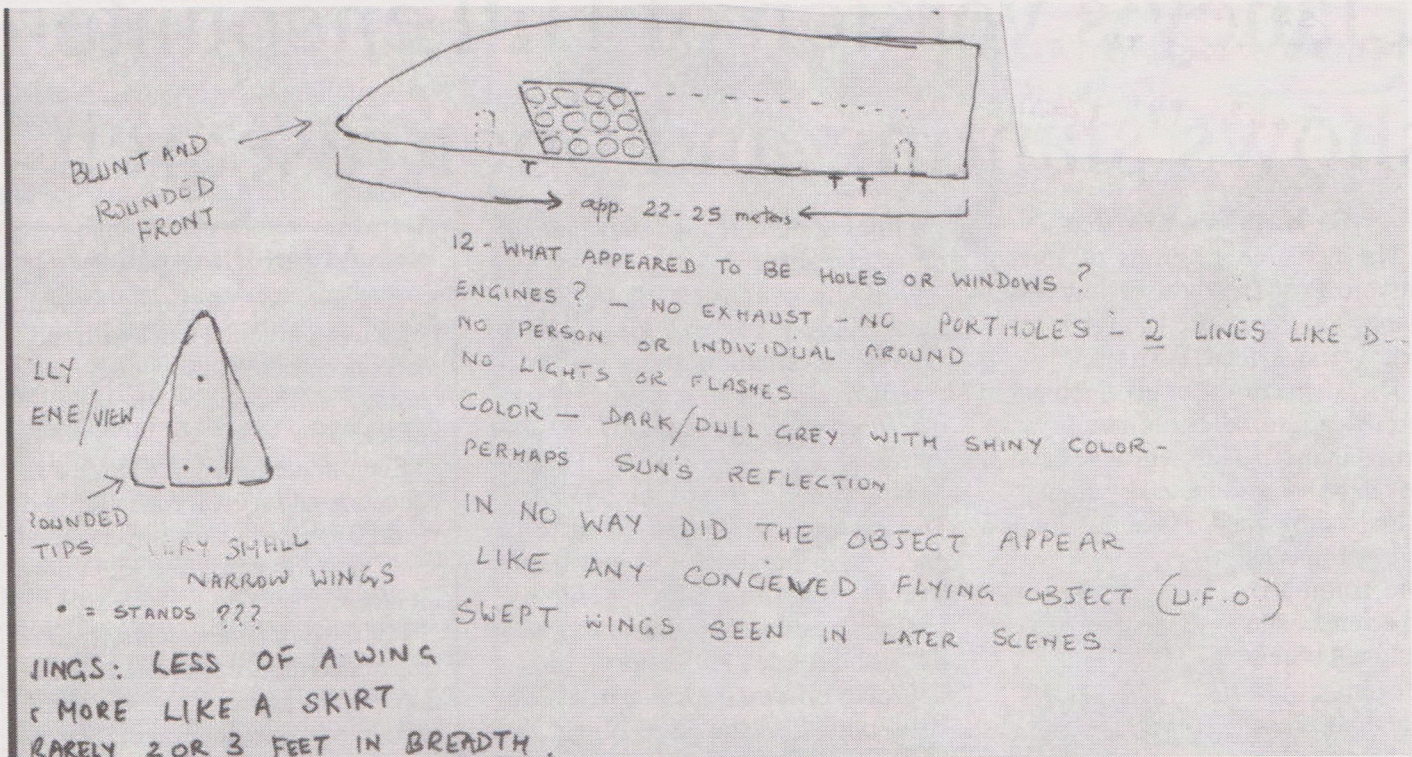 BLUNT AND
ROUNDED
FRONT
app. 22-25 meters
12 - WHAT APPEARED TO BE HOLES OR WINDOWS?
ENGINES? - NO EXHAUST - NO PORTHOLES - 2 LINES LIKE D...
NO PERSON OR INDIVIDUAL AROUND
NO LIGHTS OR FLASHES
COLOR - DARK/DULL GREY WITH SHINY COLOR -
PERHAPS SUN'S REFLECTION
IN NO WAY DID THE OBJECT APPEAR
LIKE ANY CONCIEVED FLYING OBJECT (U.F.O.)
SWEPT WINGS SEEN IN LATER SCENES.
LLY
ENE/VIEW
ROUNDED
TIPS
VERY SMALL
NARROW WINGS
• = STANDS ???
INGS: LESS OF A WING
MORE LIKE A SKIRT
RARELY 2 OR 3 FEET IN BREADTH.